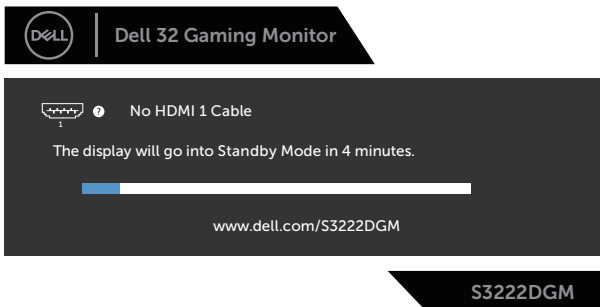 DELL
Dell 32 Gaming Monitor
? No HDMI 1 Cable
1
The display will go into Standby Mode in 4 minutes.
www.dell.com/S3222DGM
S3222DGM